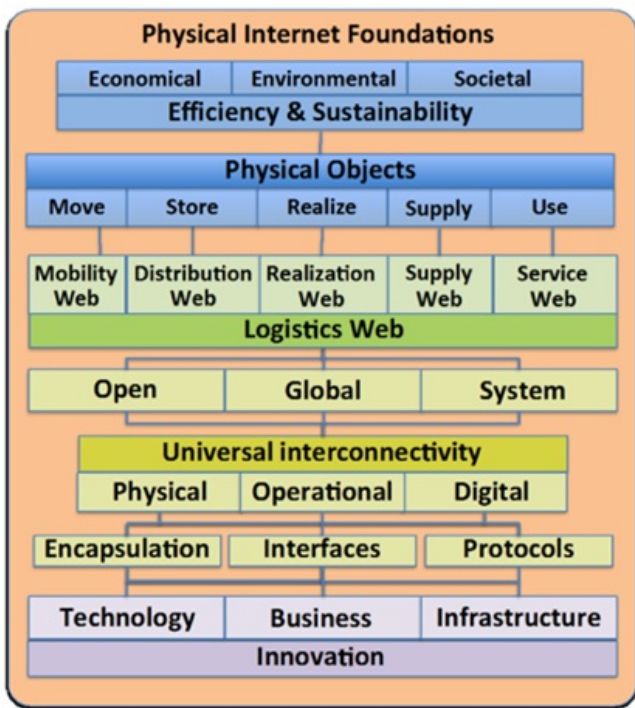 Physical Internet Foundations
Economical Environmental Societal
Efficiency & Sustainability
Physical Objects
Move Store Realize Supply Use
Mobility Web Distribution Web Realization Web Supply Web Service Web
Logistics Web
Open Global System
Universal interconnectivity
Physical Operational Digital
Encapsulation Interfaces Protocols
Technology Business Infrastructure
Innovation